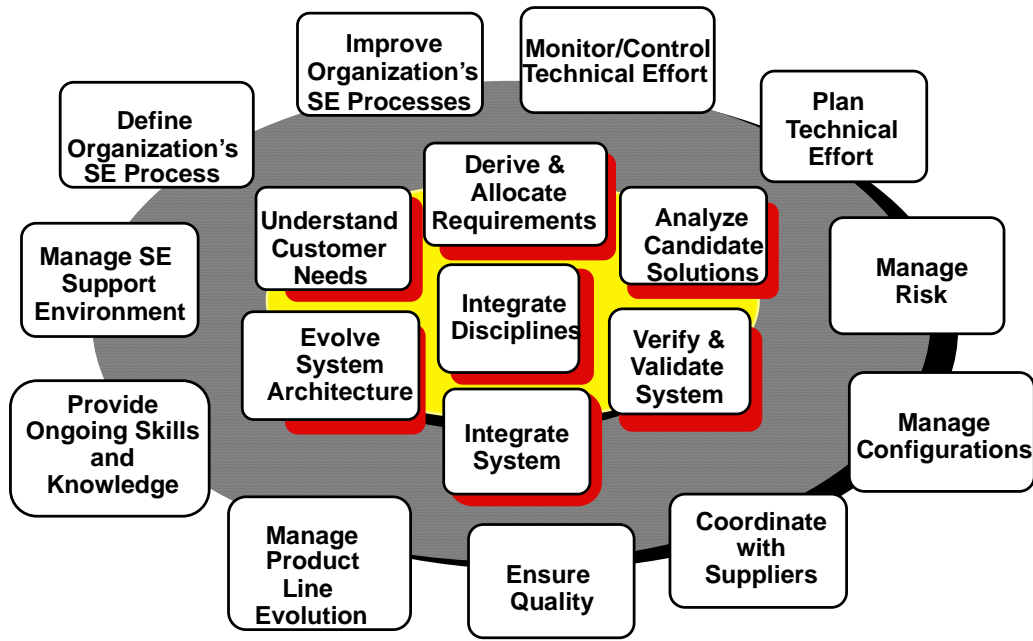 Improve
Organization's
SE Processes
Monitor/Control
Technical Effort
Plan
Technical
Effort
Define
Organization's
SE Process
Derive &
Allocate
Requirements
Understand
Customer
Needs
Analyze
Candidate
Solutions
Manage SE
Support
Environment
Manage
Risk
Integrate
Disciplines
Evolve
System
Architecture
Verify &
Validate
System
Provide
Ongoing Skills
and
Knowledge
Integrate
System
Manage
Configurations
Manage
Product
Line
Evolution
Ensure
Quality
Coordinate
with
Suppliers